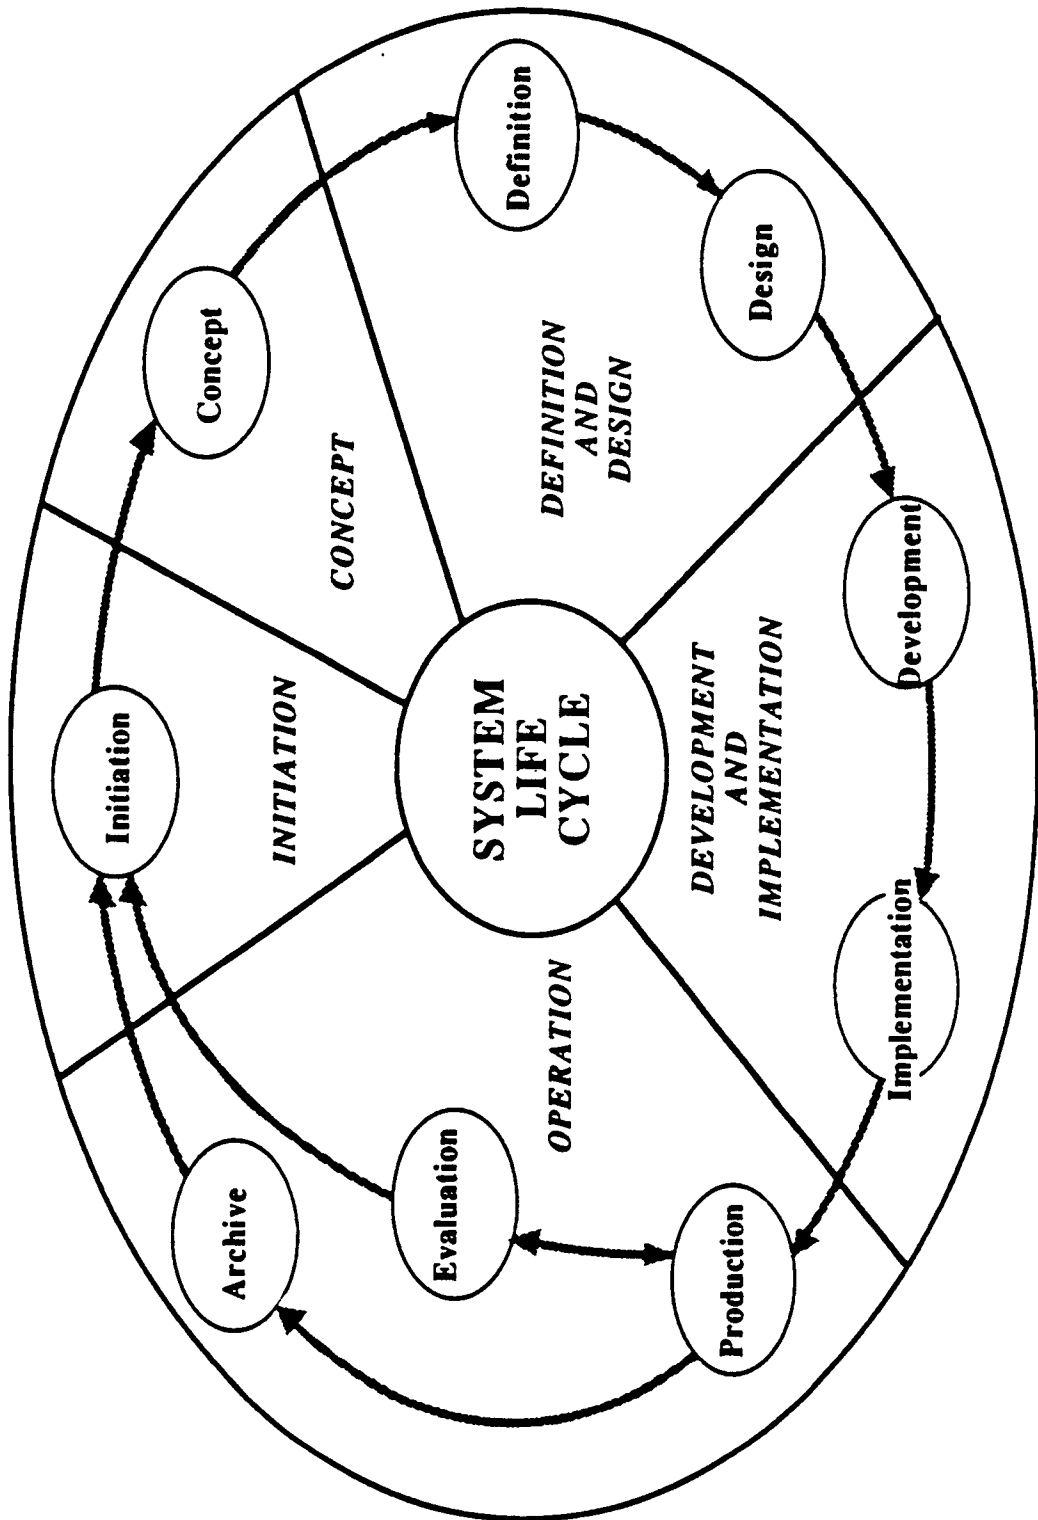 SYSTEM
LIFE
CYCLE
INITIATION
Initiation
CONCEPT
Concept
DEFINITION
AND
DESIGN
Definition
Design
DEVELOPMENT
AND
IMPLEMENTATION
Development
Implementation
OPERATION
Production
Evaluation
Archive